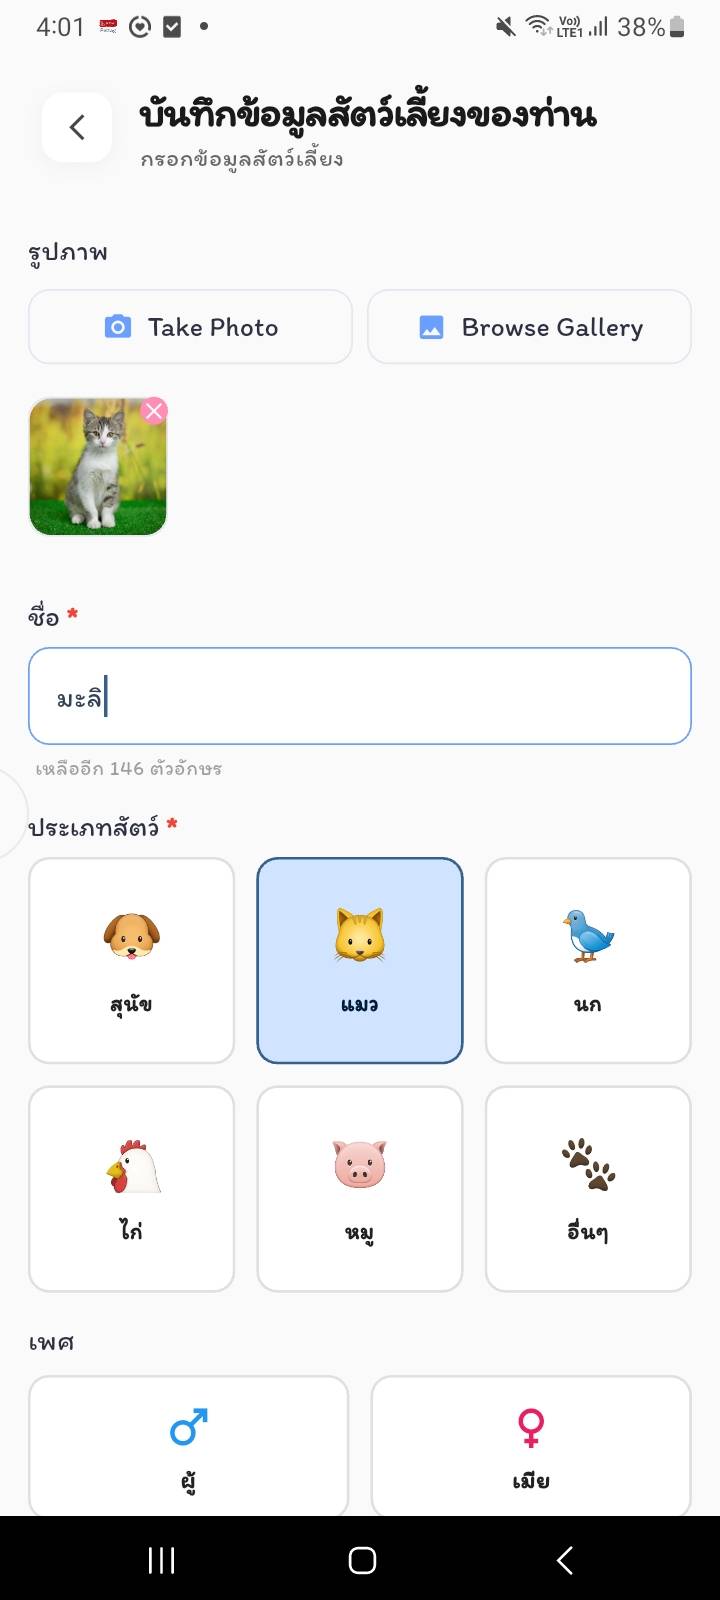 4:01
Vo)) LTE1 38%
บันทึกข้อมูลสัตว์เลี้ยงของท่าน
กรอกข้อมูลสัตว์เลี้ยง
รูปภาพ
Take Photo Browse Gallery
ชื่อ *
มะลิ
เหลืออีก 146 ตัวอักษร
ประเภทสัตว์ *
สุนัข แมว นก
ไก่ หมู อื่นๆ
เพศ
ผู้ เมีย